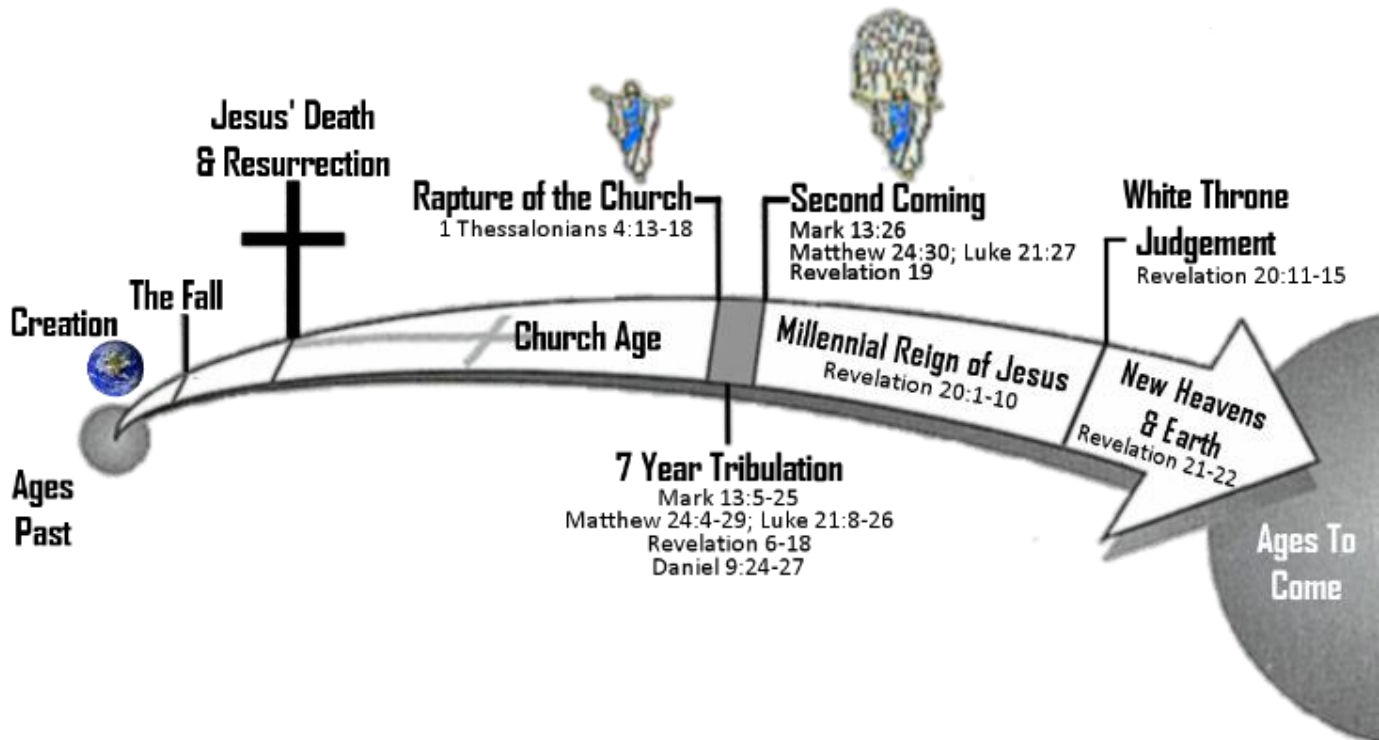 Jesus' Death
& Resurrection
Rapture of the Church
1 Thessalonians 4:13-18
Second Coming
Mark 13:26
Matthew 24:30; Luke 21:27
Revelation 19
White Throne
Judgement
Revelation 20:11-15
The Fall
Creation
Church Age
Millennial Reign of Jesus
Revelation 20:1-10
New Heavens
& Earth
Revelation 21-22
7 Year Tribulation
Mark 13:5-25
Matthew 24:4-29; Luke 21:8-26
Revelation 6-18
Daniel 9:24-27
Ages
Past
Ages To
Come